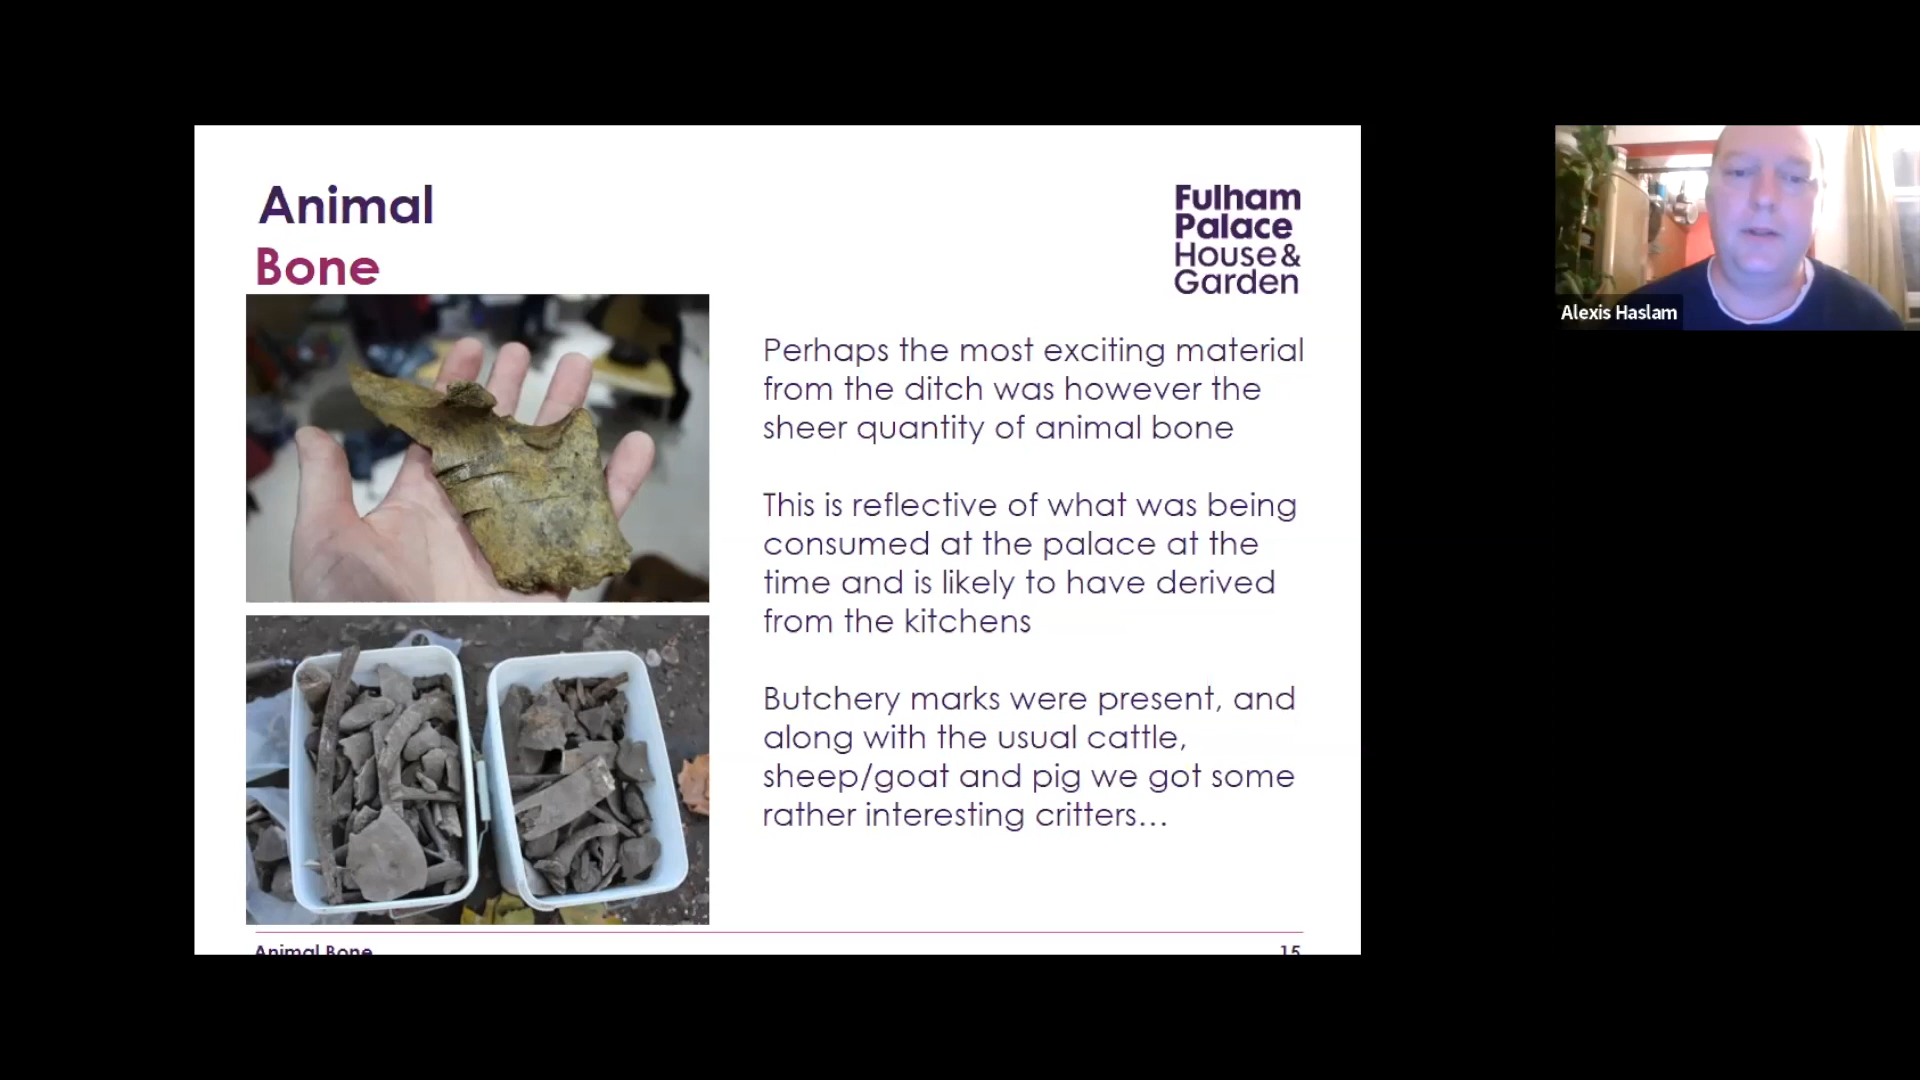 Animal
Bone
Fulham
Palace
House &
Garden
Perhaps the most exciting material
from the ditch was however the
sheer quantity of animal bone
This is reflective of what was being
consumed at the palace at the
time and is likely to have derived
from the kitchens
Butchery marks were present, and
along with the usual cattle,
sheep/goat and pig we got some
rather interesting critters…
Animal Bone
15
Alexis Haslam